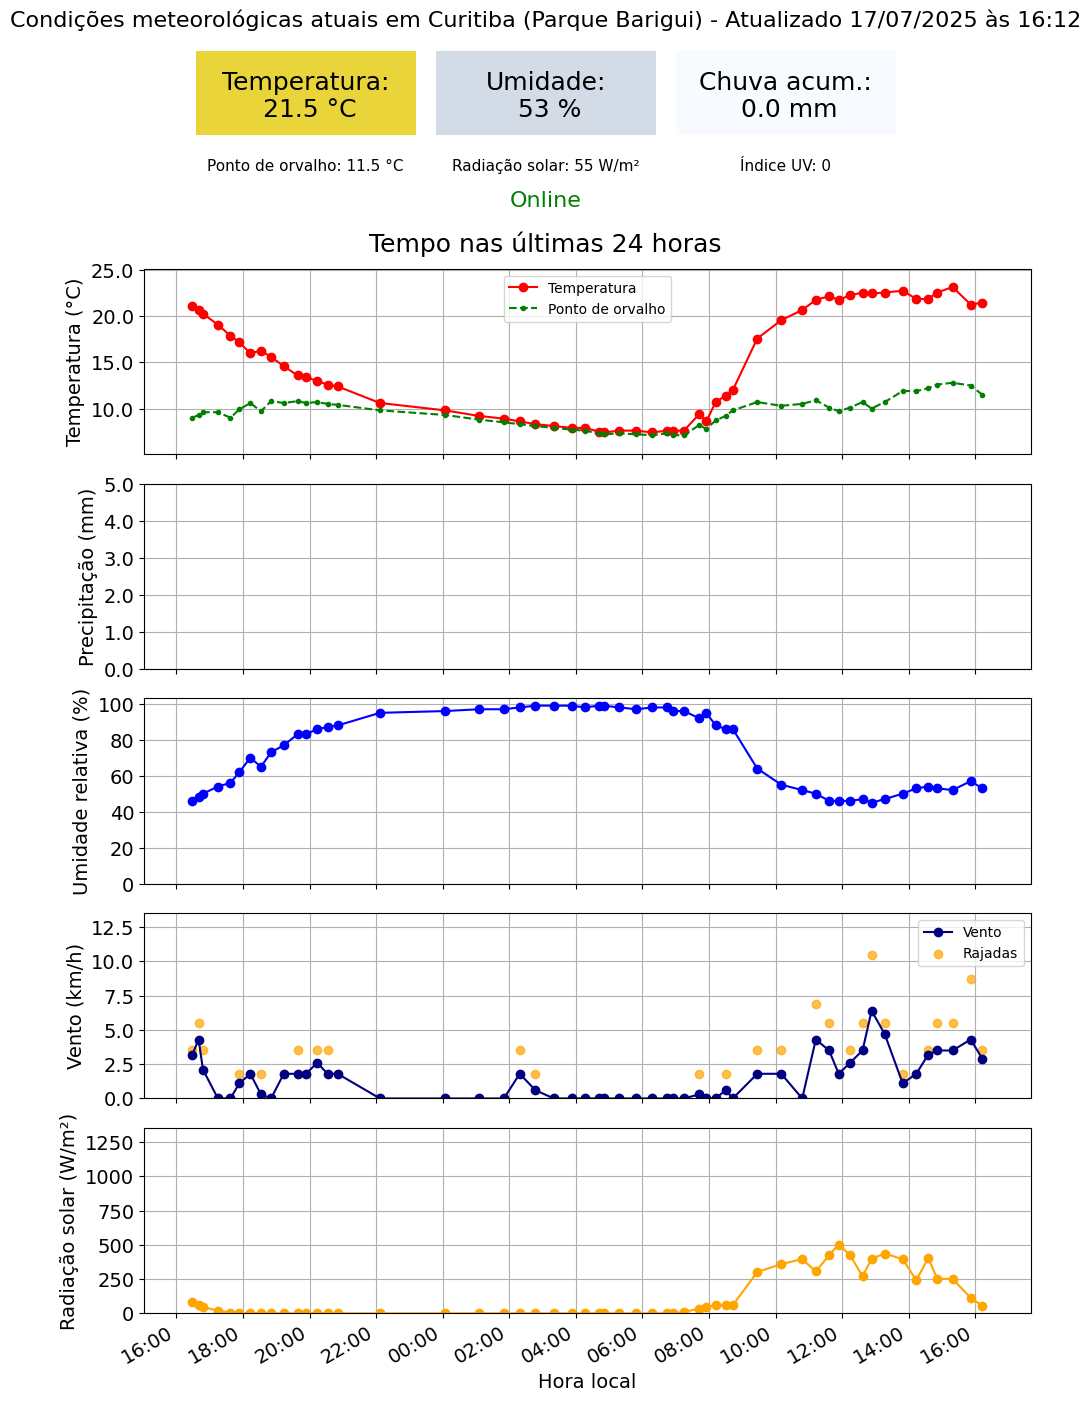 Condições meteorológicas atuais em Curitiba (Parque Barigui) - Atualizado 17/07/2025 às 16:12
Temperatura:
21.5 °C
Umidade:
53 %
Chuva acum.:
0.0 mm
Ponto de orvalho: 11.5 °C
Radiação solar: 55 W/m²
Índice UV: 0
Online
Tempo nas últimas 24 horas
Temperatura (°C)
25.0
20.0
15.0
10.0
Temperatura
Ponto de orvalho
Precipitação (mm)
5.0
4.0
3.0
2.0
1.0
0.0
Umidade relativa (%)
100
80
60
40
20
0
Vento (km/h)
12.5
10.0
7.5
5.0
2.5
0.0
Vento
Rajadas
Radiação solar (W/m²)
1250
1000
750
500
250
0
16:00
18:00
20:00
22:00
00:00
02:00
04:00
06:00
08:00
10:00
12:00
14:00
16:00
Hora local